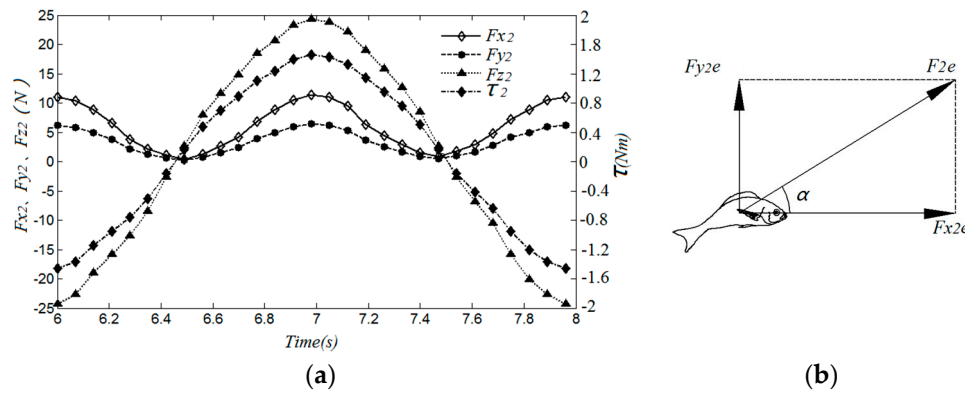 25
20
15
10
5
0
-5
-10
-15
-20
-25
Fx2、Fy2、Fz2 (N)
2
1.8
1.2
0.8
0.4
0
-0.4
-0.8
-1.2
-1.6
-2
τ(Nm)
Fx2
Fy2
Fz2
τ2
6 6.2 6.4 6.6 6.8 7 7.2 7.4 7.6 7.8 8
Time(s)
(a)
Fy2e F2e
α
Fx2e
(b)